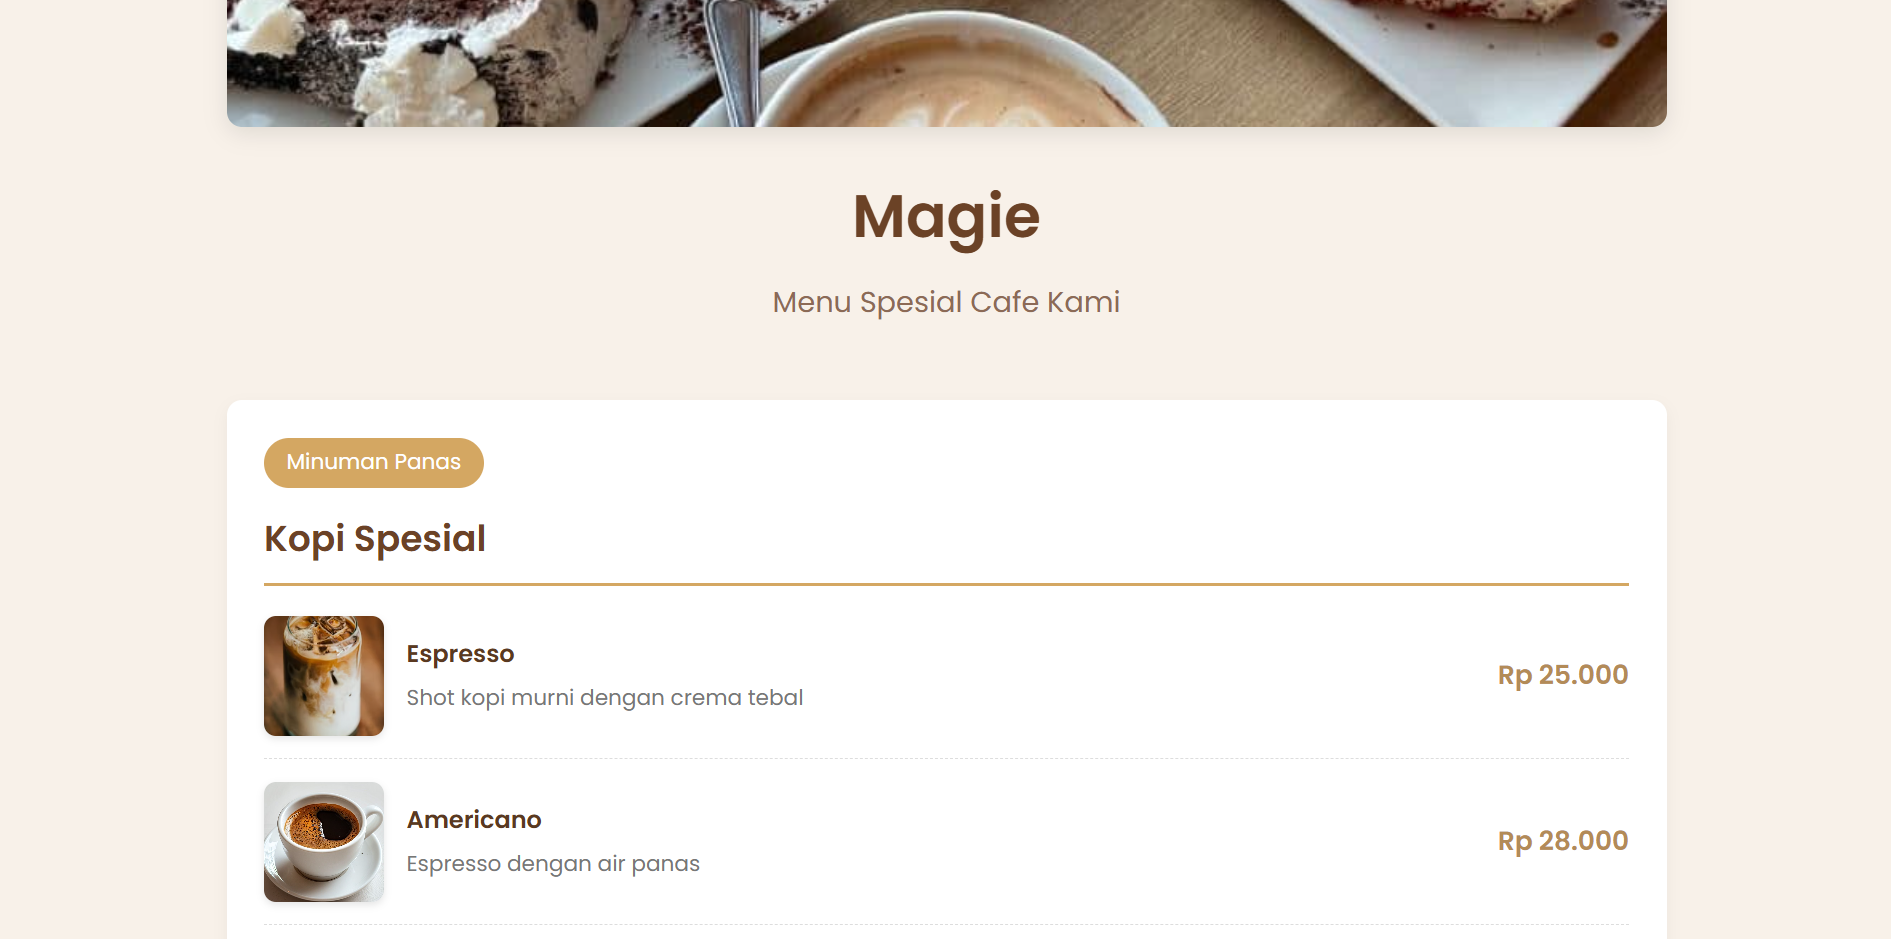 Magie
Menu Spesial Cafe Kami
Minuman Panas
Kopi Spesial
Espresso
Shot kopi murni dengan crema tebal
Rp 25.000
Americano
Espresso dengan air panas
Rp 28.000